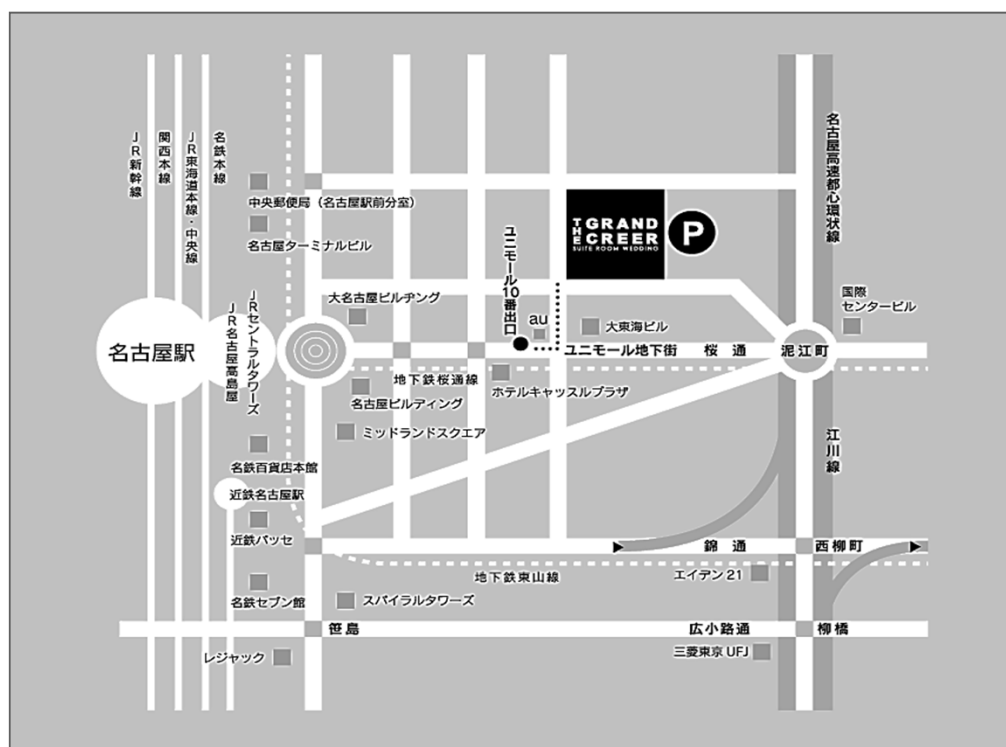 JR新幹線
関西本線
JR東海道本線・中央線
名鉄本線
中央郵便局（名古屋駅前分室）
名古屋ターミナルビル
ユニモール10番出口
THE
GRAND
CREER
SUITE ROOM WEDDING
P
名古屋高速都心環状線
国際
センタービル
大名古屋ビルヂング
au
大東海ビル
名古屋駅
JRセントラルタワーズ
JR名古屋高島屋
ユニモール地下街
桜通
泥江町
地下鉄桜通線
ホテルキャッスルプラザ
名古屋ビルディング
ミッドランドスクエア
江川線
名鉄百貨店本館
近鉄名古屋駅
近鉄パッセ
錦通
西柳町
地下鉄東山線
エイデン21
名鉄セブン館
スパイラルタワーズ
笹島
広小路通
柳橋
レジャック
三菱東京UFJ